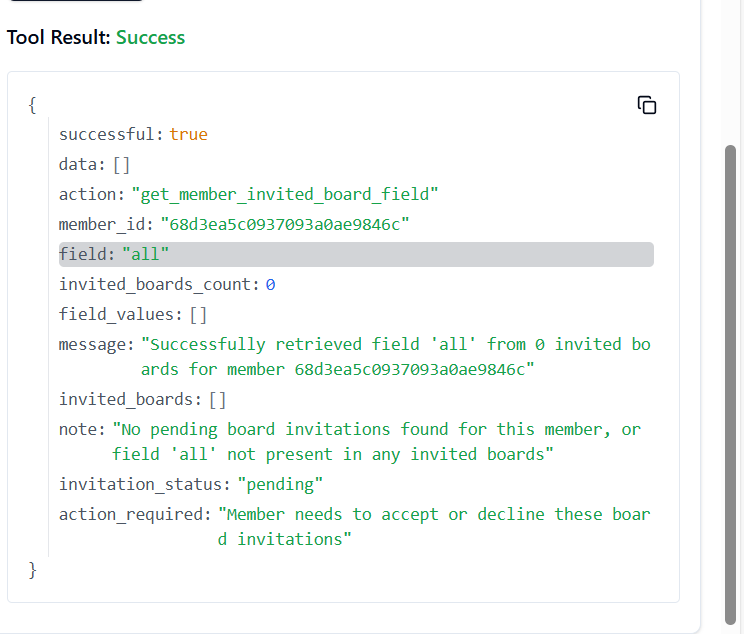 Tool Result: Success
{
successful: true
data: []
action: "get_member_invited_board_field"
member_id: "68d3ea5c0937093a0ae9846c"
field: "all"
invited_boards_count: 0
field_values: []
message: "Successfully retrieved field 'all' from 0 invited bo
ards for member 68d3ea5c0937093a0ae9846c"
invited_boards: []
note: "No pending board invitations found for this member, or
field 'all' not present in any invited boards"
invitation_status: "pending"
action_required: "Member needs to accept or decline these boar
d invitations"
}